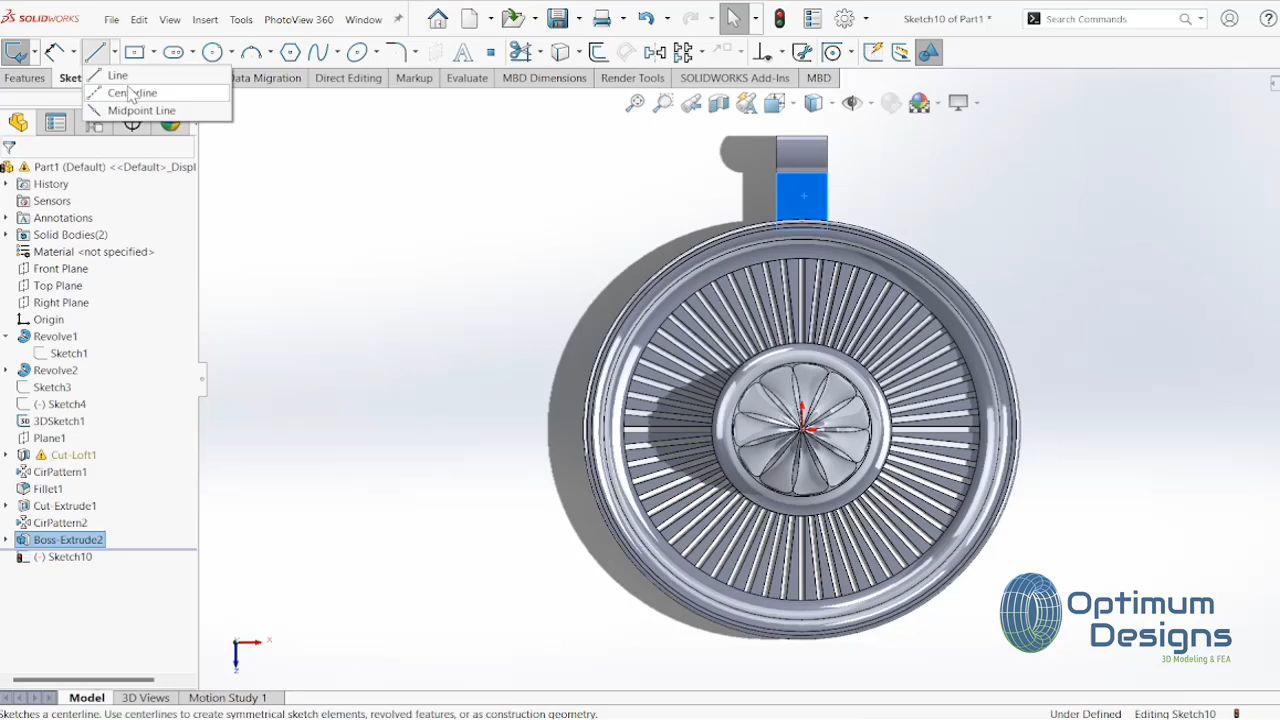 SOLIDWORKS File Edit View Insert Tools PhotoView 360 Window Sketch10 of Part1 * Search Commands
Features Sket Data Migration Direct Editing Markup Evaluate MBD Dimensions Render Tools SOLIDWORKS Add-Ins MBD
Line
Centerline
Midpoint Line
Part1 (Default) <<Default>_Displ
History
Sensors
Annotations
Solid Bodies(2)
Material <not specified>
Front Plane
Top Plane
Right Plane
Origin
Revolve1
Sketch1
Revolve2
Sketch3
(-) Sketch4
3D 3DSketch1
Plane1
Cut-Loft1
CirPattern1
Fillet1
Cut-Extrude1
CirPattern2
Boss-Extrude2
(-) Sketch10
X
Z
Optimum
Designs
3D Modeling & FEA
Model 3D Views Motion Study 1
Sketches a centerline. Use centerlines to create symmetrical sketch elements, revolved features, or as construction geometry. Under Defined Editing Sketch10